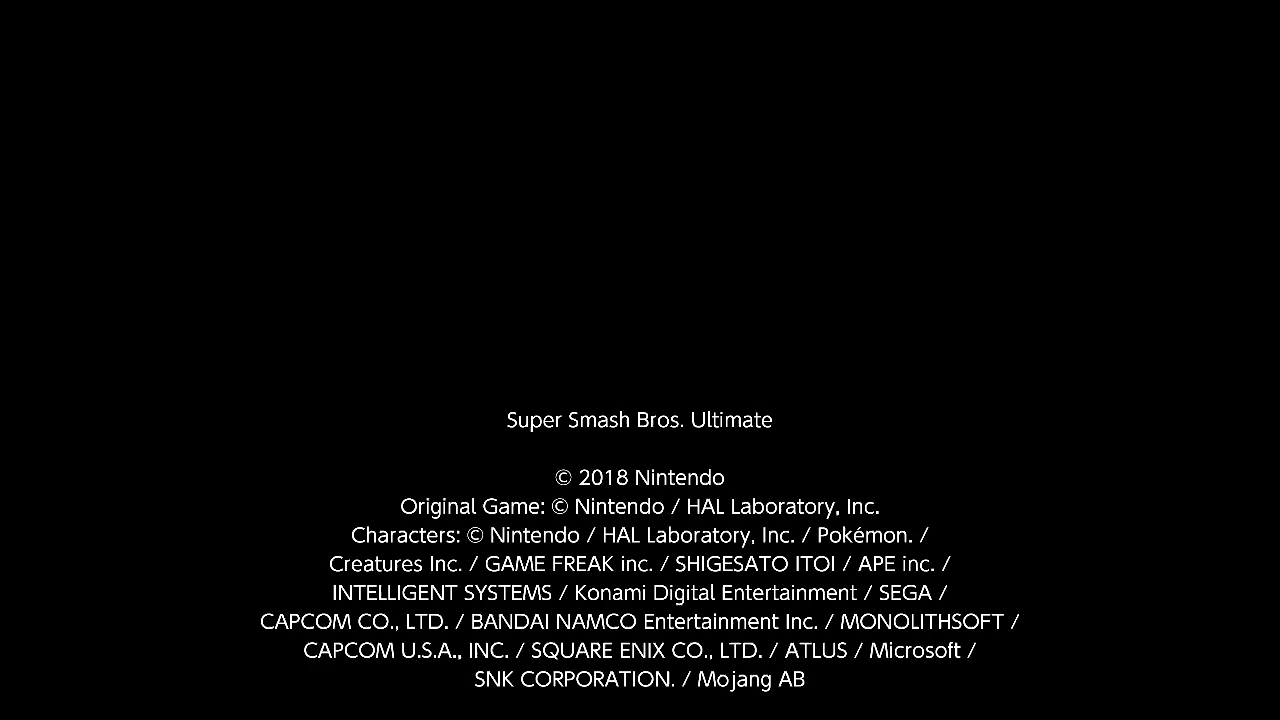 Super Smash Bros. Ultimate
© 2018 Nintendo
Original Game: © Nintendo / HAL Laboratory, Inc.
Characters: © Nintendo / HAL Laboratory, Inc. / Pokémon. /
Creatures Inc. / GAME FREAK inc. / SHIGESATO ITOI / APE inc. /
INTELLIGENT SYSTEMS / Konami Digital Entertainment / SEGA /
CAPCOM CO., LTD. / BANDAI NAMCO Entertainment Inc. / MONOLITHSOFT /
CAPCOM U.S.A., INC. / SQUARE ENIX CO., LTD. / ATLUS / Microsoft /
SNK CORPORATION. / Mojang AB